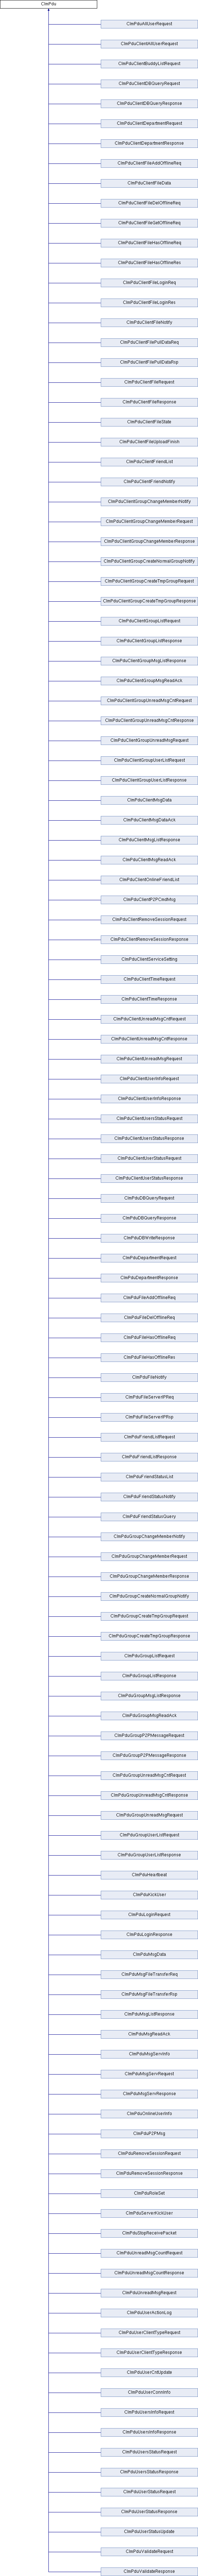 CImPdu
CImPduAllUserRequest
CImPduClientAllUserRequest
CImPduClientBuddyListRequest
CImPduClientDBQueryRequest
CImPduClientDBQueryResponse
CImPduClientDepartmentRequest
CImPduClientDepartmentResponse
CImPduClientFileAddOfflineReq
CImPduClientFileData
CImPduClientFileDelOfflineReq
CImPduClientFileGetOfflineReq
CImPduClientFileHasOfflineReq
CImPduClientFileHasOfflineRes
CImPduClientFileLoginReq
CImPduClientFileLoginRes
CImPduClientFileNotify
CImPduClientFilePullDataReq
CImPduClientFilePullDataRsp
CImPduClientFileRequest
CImPduClientFileResponse
CImPduClientFileState
CImPduClientFileUploadFinish
CImPduClientFriendList
CImPduClientFriendNotify
CImPduClientGroupChangeMemberNotify
CImPduClientGroupChangeMemberRequest
CImPduClientGroupChangeMemberResponse
CImPduClientGroupCreateNormalGroupNotify
CImPduClientGroupCreateTmpGroupRequest
CImPduClientGroupCreateTmpGroupResponse
CImPduClientGroupListRequest
CImPduClientGroupListResponse
CImPduClientGroupMsgListResponse
CImPduClientGroupMsgReadAck
CImPduClientGroupUnreadMsgCntRequest
CImPduClientGroupUnreadMsgCntResponse
CImPduClientGroupUnreadMsgRequest
CImPduClientGroupUserListRequest
CImPduClientGroupUserListResponse
CImPduClientMsgData
CImPduClientMsgDataAck
CImPduClientMsgListResponse
CImPduClientMsgReadAck
CImPduClientOnlineFriendList
CImPduClientP2PCmdMsg
CImPduClientRemoveSessionRequest
CImPduClientRemoveSessionResponse
CImPduClientServiceSetting
CImPduClientTimeRequest
CImPduClientTimeResponse
CImPduClientUnreadMsgCntRequest
CImPduClientUnreadMsgCntResponse
CImPduClientUnreadMsgRequest
CImPduClientUserInfoRequest
CImPduClientUserInfoResponse
CImPduClientUsersStatusRequest
CImPduClientUsersStatusResponse
CImPduClientUserStatusRequest
CImPduClientUserStatusResponse
CImPduDBQueryRequest
CImPduDBQueryResponse
CImPduDBWriteResponse
CImPduDepartmentRequest
CImPduDepartmentResponse
CImPduFileAddOfflineReq
CImPduFileDelOfflineReq
CImPduFileHasOfflineReq
CImPduFileHasOfflineRes
CImPduFileNotify
CImPduFileServerIPReq
CImPduFileServerIPRsp
CImPduFriendListRequest
CImPduFriendListResponse
CImPduFriendStatusList
CImPduFriendStatusNotify
CImPduFriendStatusQuery
CImPduGroupChangeMemberNotify
CImPduGroupChangeMemberRequest
CImPduGroupChangeMemberResponse
CImPduGroupCreateNormalGroupNotify
CImPduGroupCreateTmpGroupRequest
CImPduGroupCreateTmpGroupResponse
CImPduGroupListRequest
CImPduGroupListResponse
CImPduGroupMsgListResponse
CImPduGroupMsgReadAck
CImPduGroupP2PMessageRequest
CImPduGroupP2PMessageResponse
CImPduGroupUnreadMsgCntRequest
CImPduGroupUnreadMsgCntResponse
CImPduGroupUnreadMsgRequest
CImPduGroupUserListRequest
CImPduGroupUserListResponse
CImPduHeartbeat
CImPduKickUser
CImPduLoginRequest
CImPduLoginResponse
CImPduMsgData
CImPduMsgFileTransferReq
CImPduMsgFileTransferRsp
CImPduMsgListResponse
CImPduMsgReadAck
CImPduMsgServInfo
CImPduMsgServRequest
CImPduMsgServResponse
CImPduOnlineUserInfo
CImPduP2PMsg
CImPduRemoveSessionRequest
CImPduRemoveSessionResponse
CImPduRoleSet
CImPduServerKickUser
CImPduStopReceivePacket
CImPduUnreadMsgCountRequest
CImPduUnreadMsgCountResponse
CImPduUnreadMsgRequest
CImPduUserActionLog
CImPduUserClientTypeRequest
CImPduUserClientTypeResponse
CImPduUserCntUpdate
CImPduUserConnInfo
CImPduUsersInfoRequest
CImPduUsersInfoResponse
CImPduUsersStatusRequest
CImPduUsersStatusResponse
CImPduUserStatusRequest
CImPduUserStatusResponse
CImPduUserStatusUpdate
CImPduValidateRequest
CImPduValidateResponse